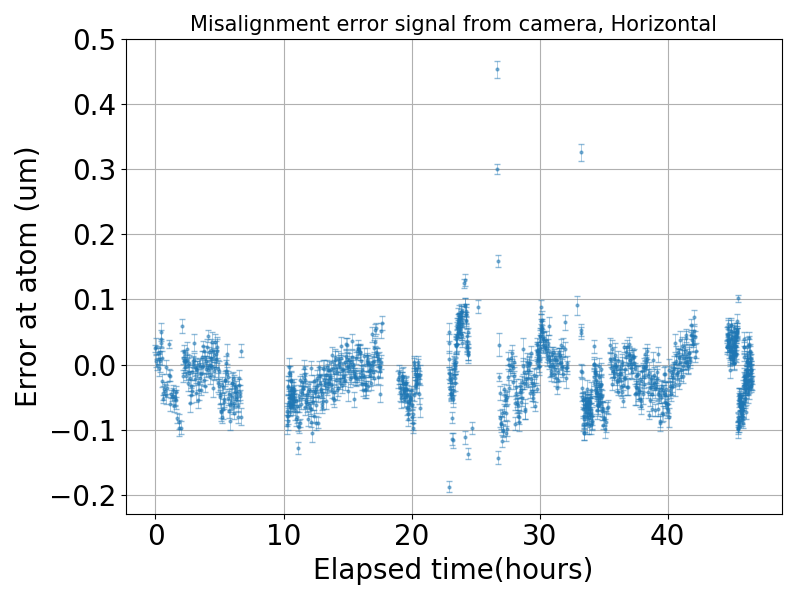 Misalignment error signal from camera, Horizontal
Error at atom (um)
0.5
0.4
0.3
0.2
0.1
0.0
−0.1
−0.2
0 10 20 30 40
Elapsed time(hours)